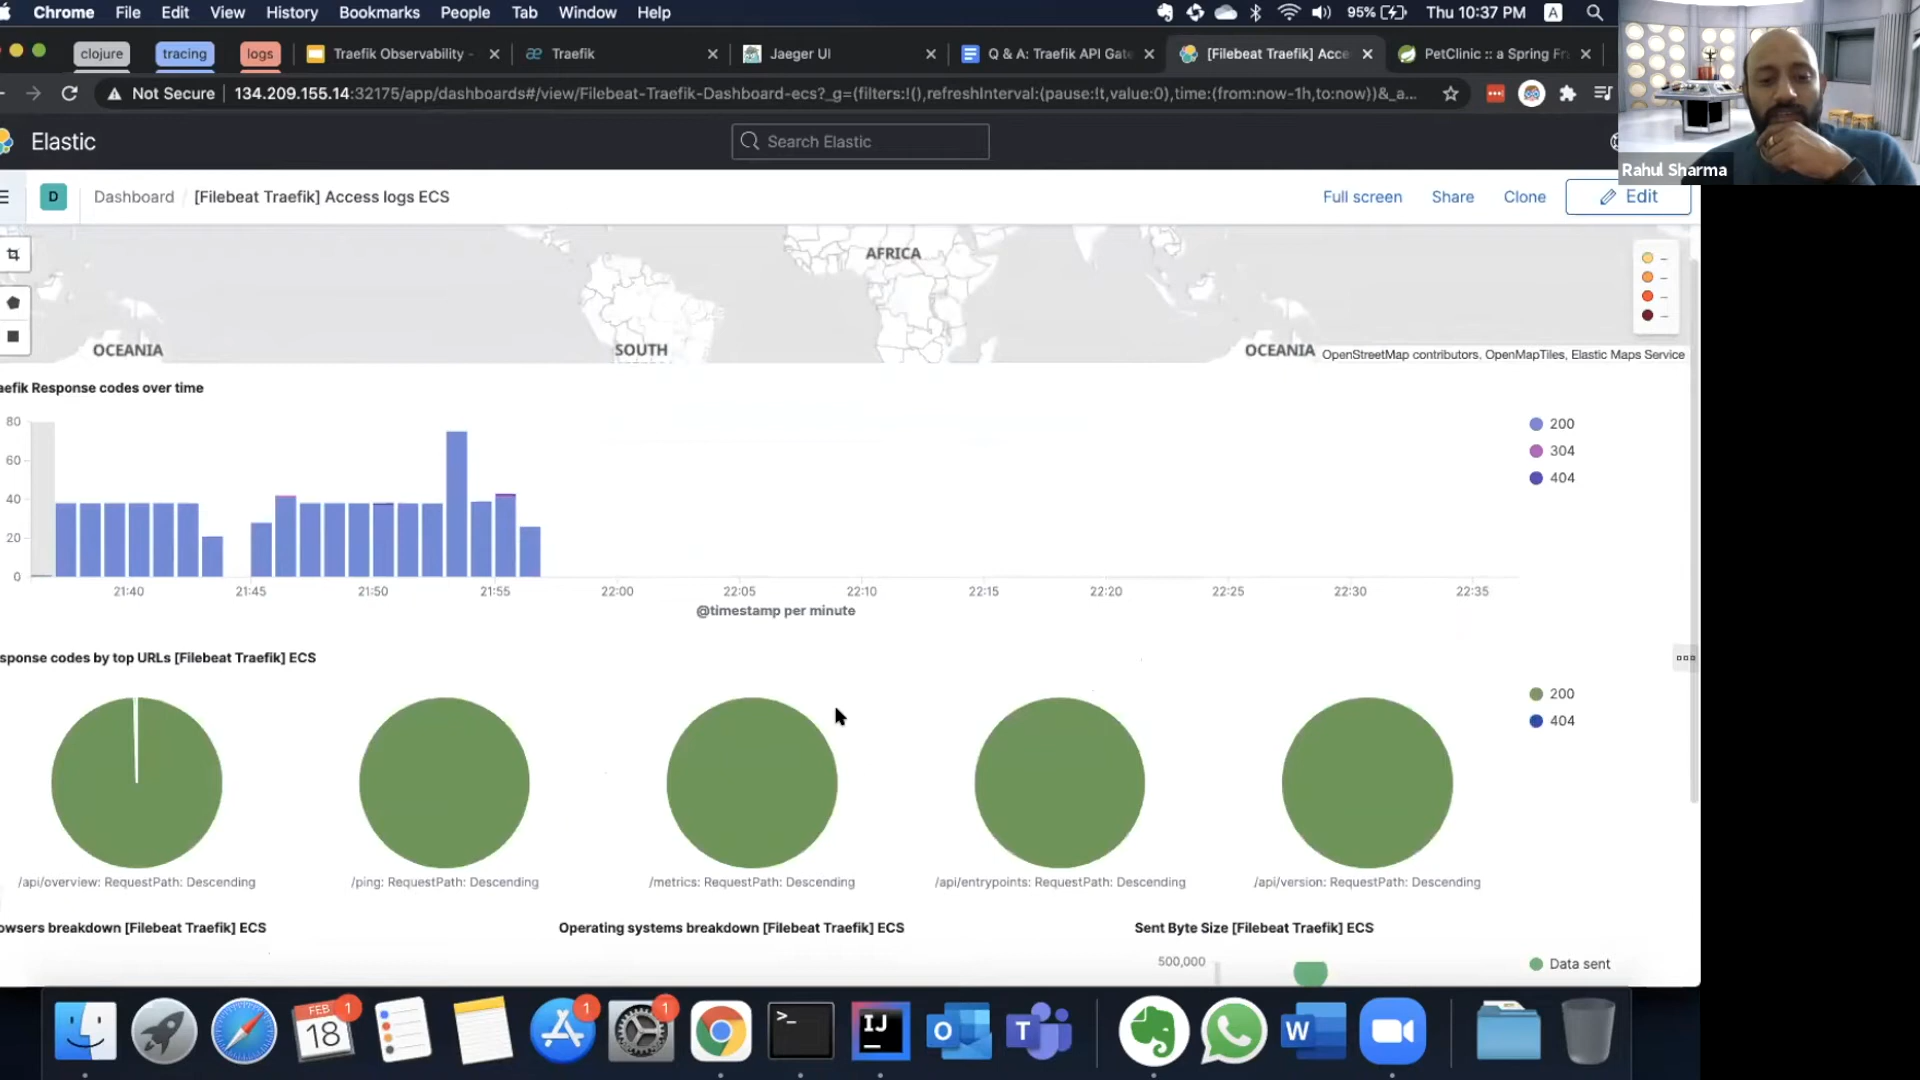 Chrome File Edit View History Bookmarks People Tab Window Help 95% Thu 10:37 PM A
clojure tracing logs Traefik Observability - Traefik Jaeger UI Q & A: Traefik API Gate [Filebeat Traefik] Acce PetClinic :: a Spring Fr
Not Secure 134.209.155.14:32175/app/dashboards#/view/Filebeat-Traefik-Dashboard-ecs?_g=(filters:!(),refreshInterval:(pause:!t,value:0),time:(from:now-1h,to:now))&_a...
Elastic Search Elastic
Rahul Sharma
D Dashboard / [Filebeat Traefik] Access logs ECS Full screen Share Clone Edit
AFRICA
OCEANIA SOUTH OCEANIA
OpenStreetMap contributors, OpenMapTiles, Elastic Maps Service
aefik Response codes over time
80
60
40
20
0
200
304
404
21:40 21:45 21:50 21:55 22:00 22:05 22:10 22:15 22:20 22:25 22:30 22:35
@timestamp per minute
sponse codes by top URLs [Filebeat Traefik] ECS
200
404
/api/overview: RequestPath: Descending /ping: RequestPath: Descending /metrics: RequestPath: Descending /api/entrypoints: RequestPath: Descending /api/version: RequestPath: Descending
owsers breakdown [Filebeat Traefik] ECS Operating systems breakdown [Filebeat Traefik] ECS Sent Byte Size [Filebeat Traefik] ECS
500,000 Data sent
FEB 18 1 1 1 >_ IJ O T W